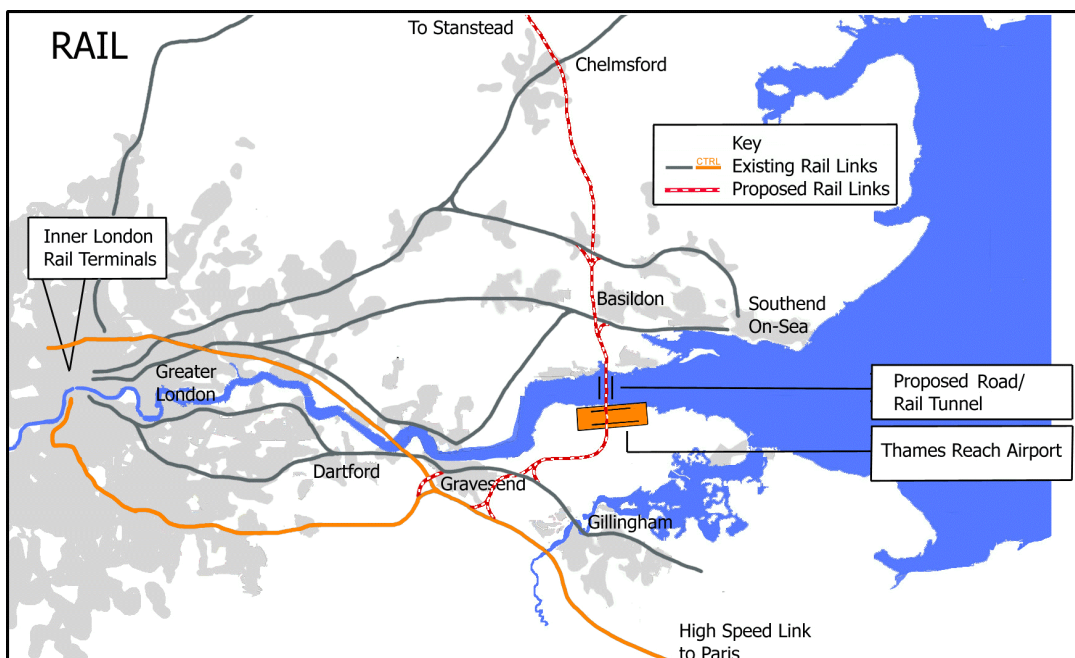 RAIL
To Stanstead
Chelmsford
Key
CTRL
Existing Rail Links
Proposed Rail Links
Inner London
Rail Terminals
Basildon
Southend
On-Sea
Greater
London
Proposed Road/
Rail Tunnel
Thames Reach Airport
Dartford
Gravesend
Gillingham
High Speed Link
to Paris